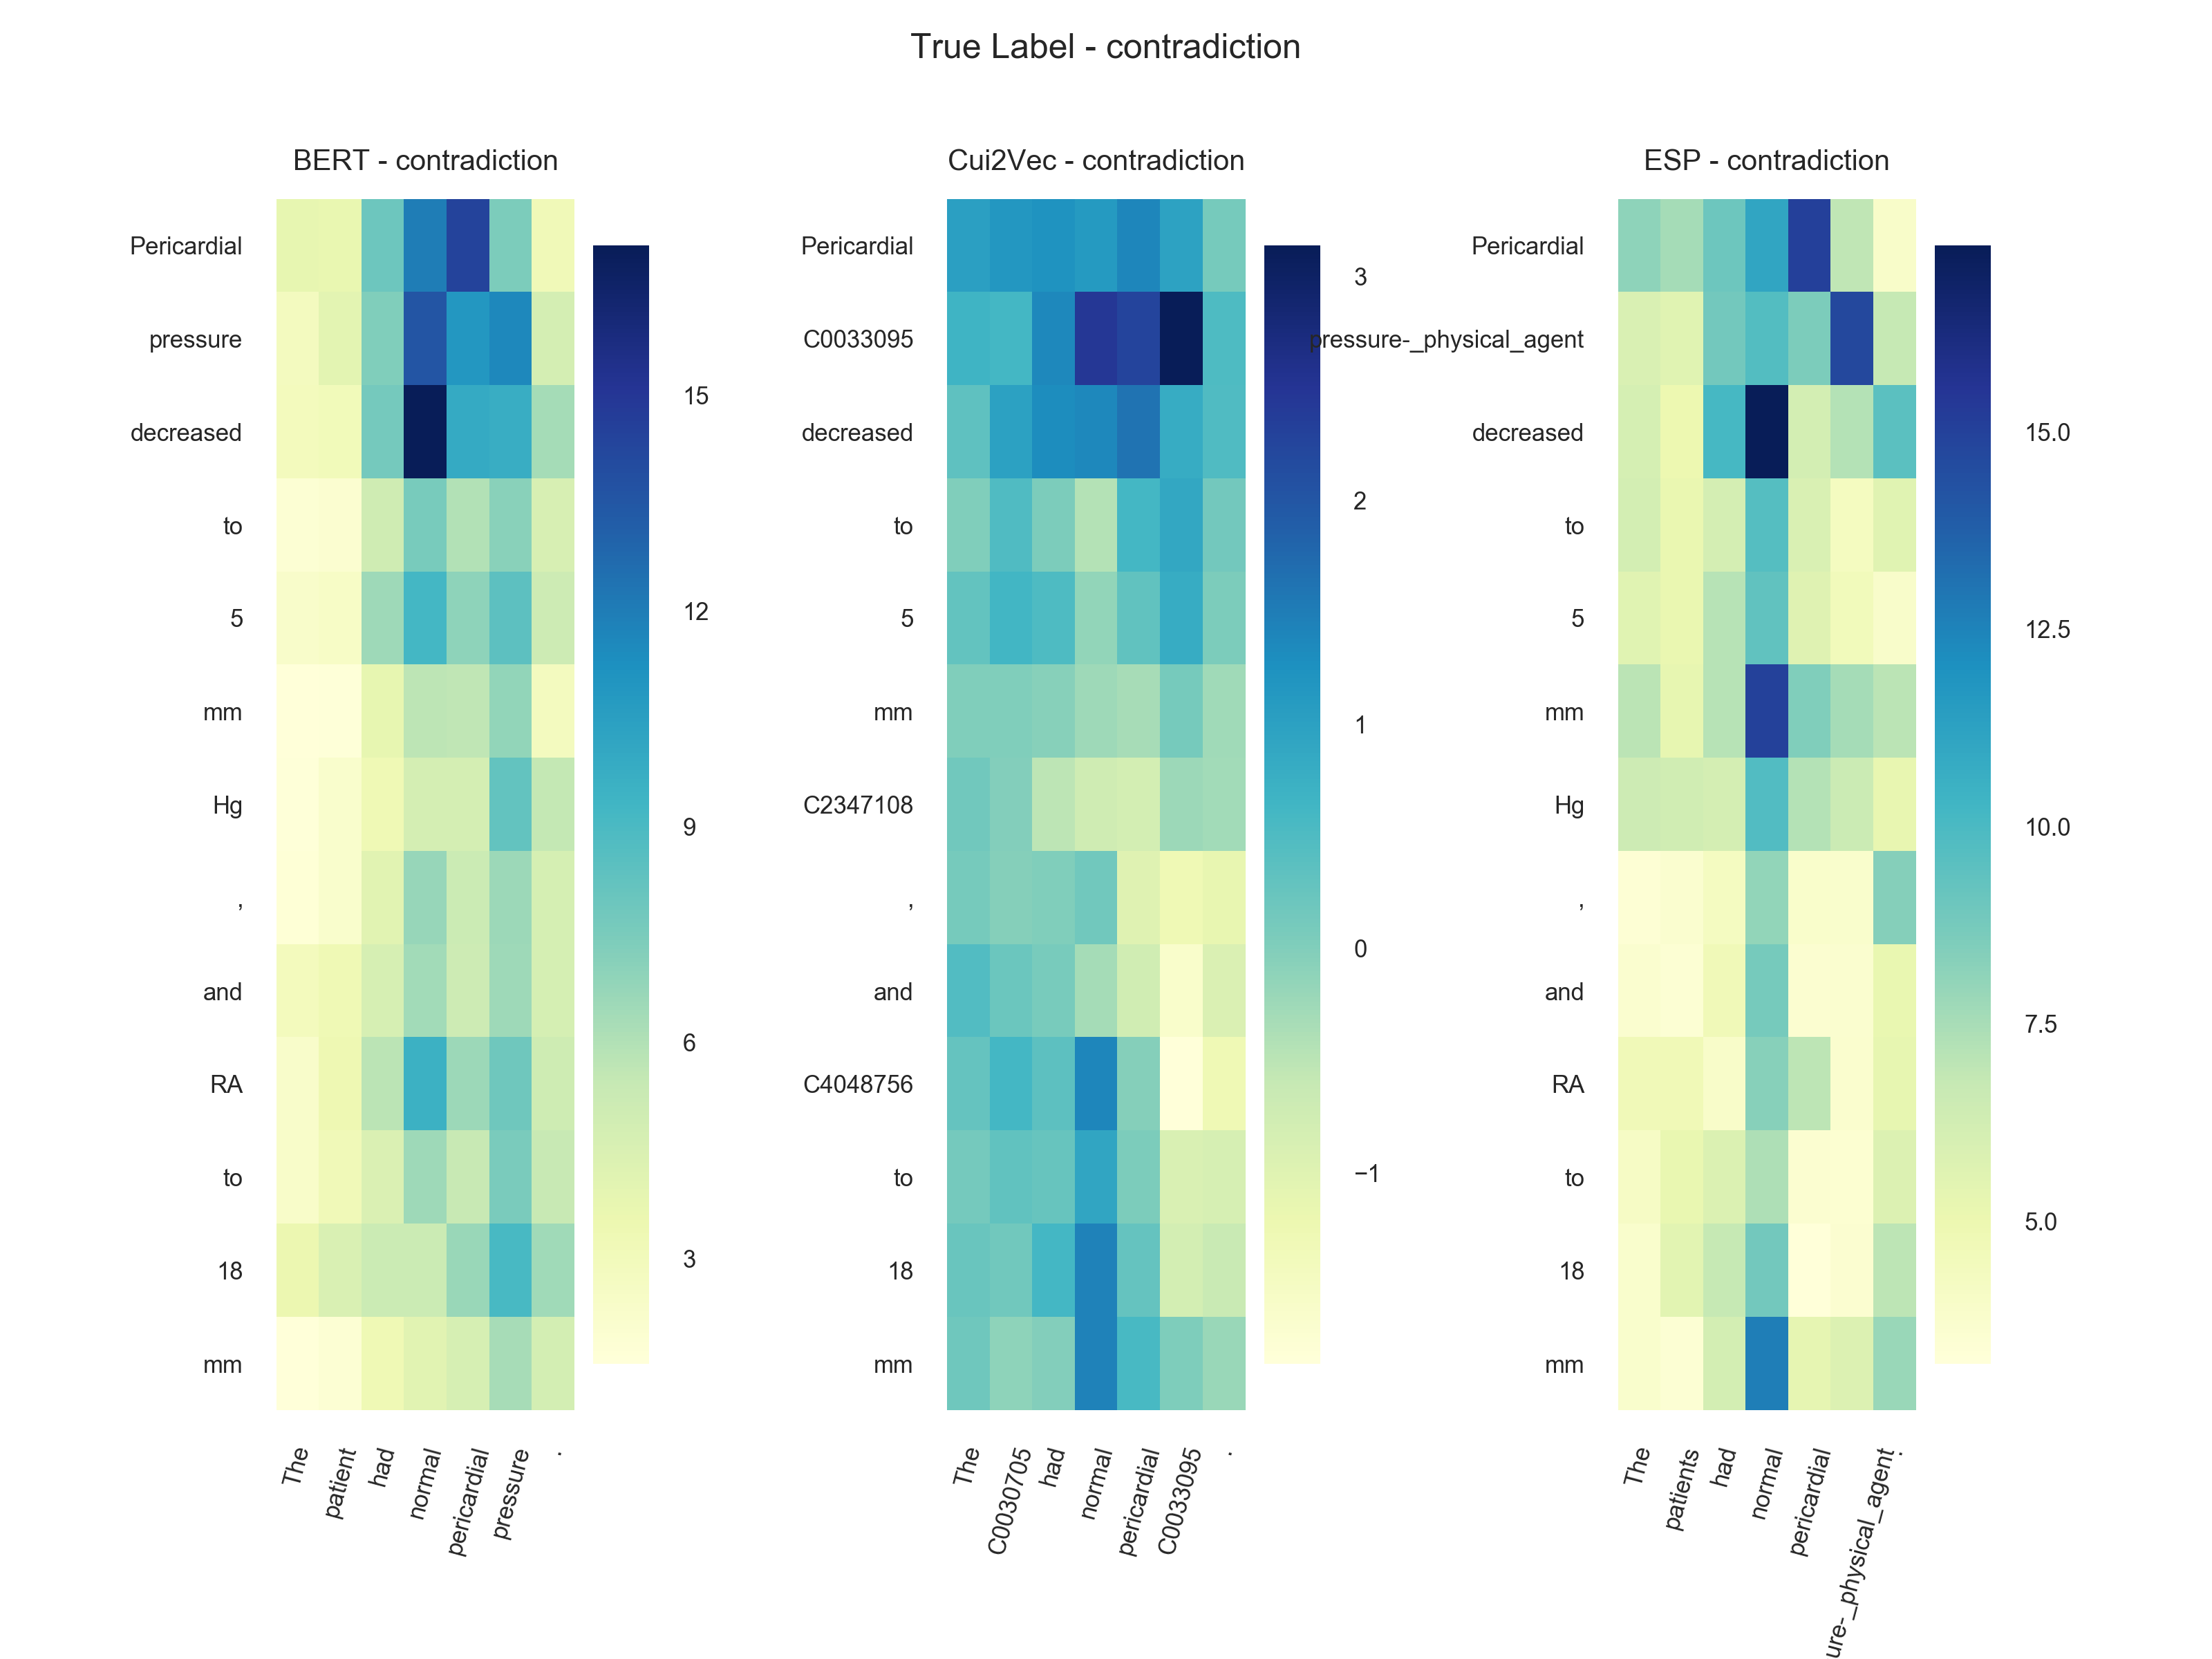 True Label - contradiction
BERT - contradiction
Pericardial
pressure
decreased
to
5
mm
Hg
,
and
RA
to
18
mm
The
patient
had
normal
pericardial
pressure
.
15
12
9
6
3
Cui2Vec - contradiction
Pericardial
C0033095
decreased
to
5
mm
C2347108
,
and
C4048756
to
18
mm
The
C0030705
had
normal
pericardial
C0033095
.
3
2
1
0
−1
ESP - contradiction
Pericardial
pressure-_physical_agent
decreased
to
5
mm
Hg
,
and
RA
to
18
mm
The
patients
had
normal
pericardial
ure-_physical_agent
.
15.0
12.5
10.0
7.5
5.0